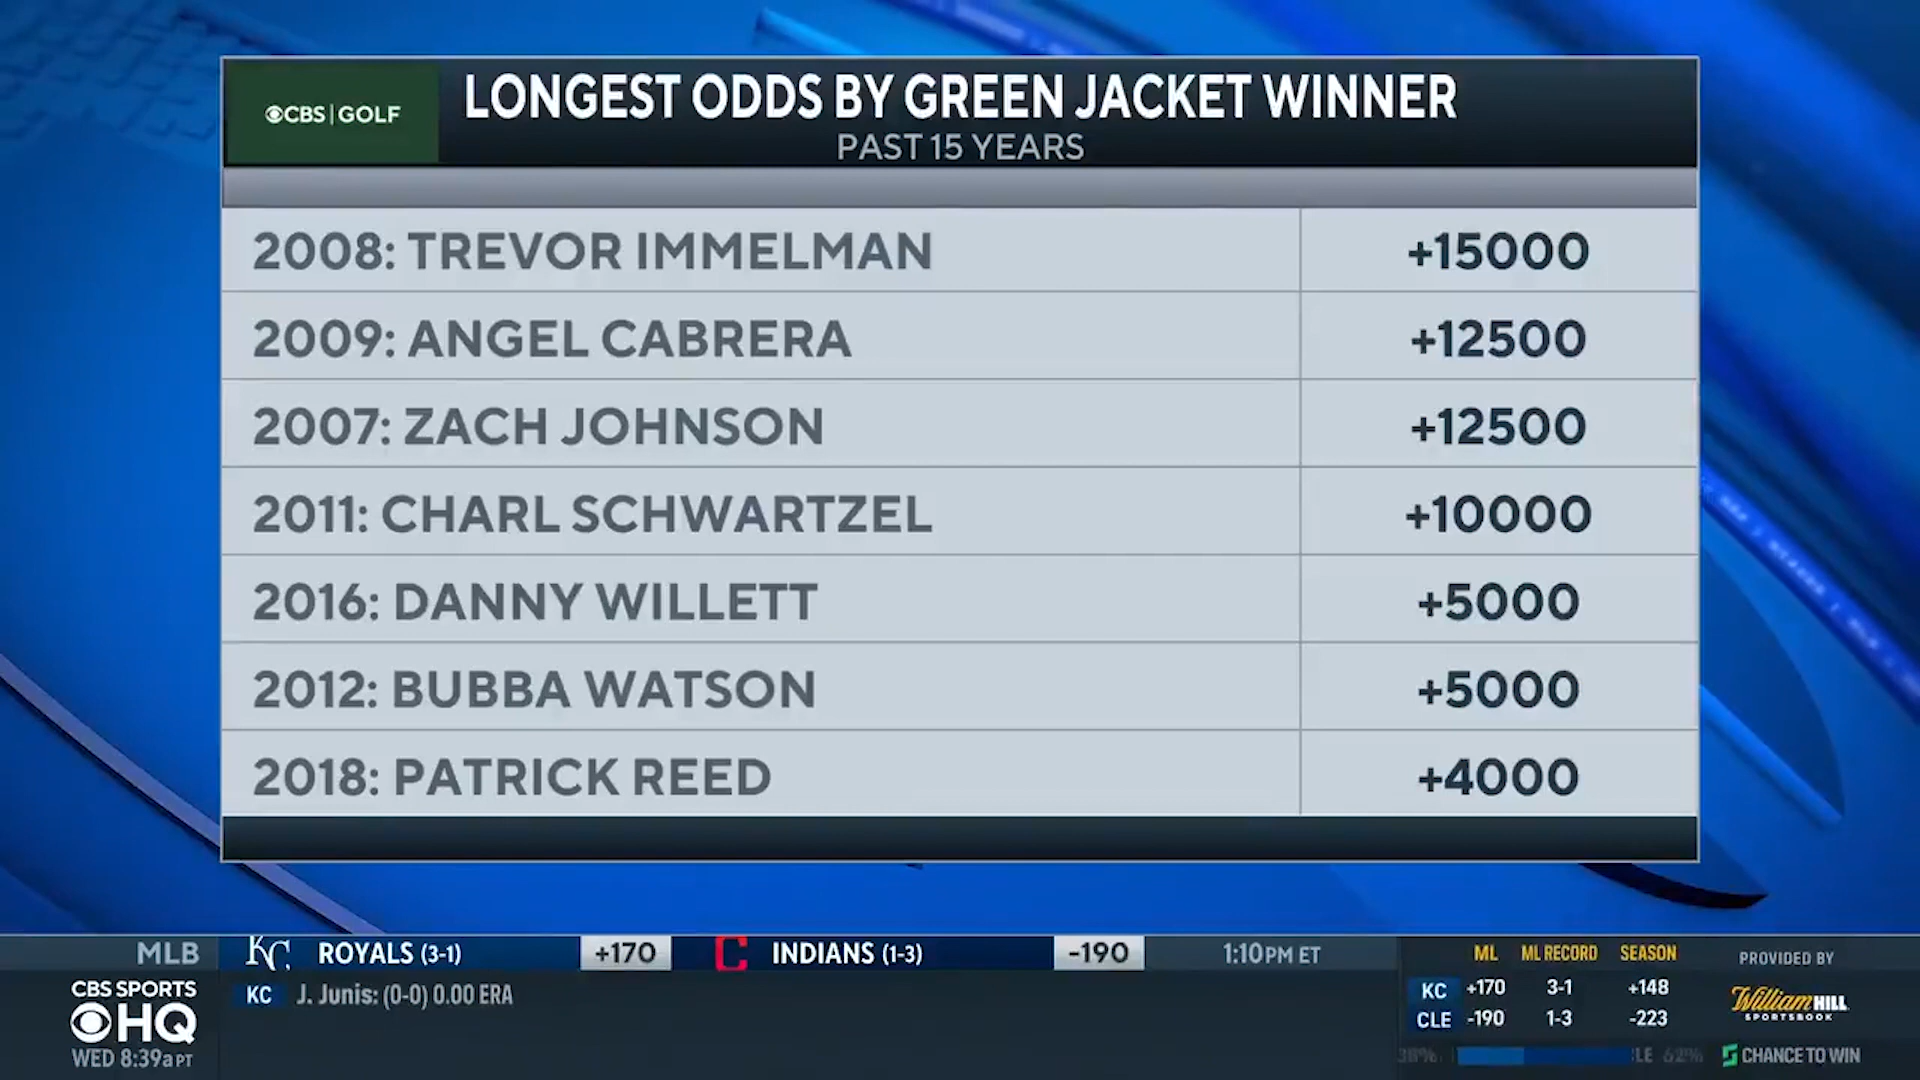 CBS | GOLF
LONGEST ODDS BY GREEN JACKET WINNER
PAST 15 YEARS
2008: TREVOR IMMELMAN +15000
2009: ANGEL CABRERA +12500
2007: ZACH JOHNSON +12500
2011: CHARL SCHWARTZEL +10000
2016: DANNY WILLETT +5000
2012: BUBBA WATSON +5000
2018: PATRICK REED +4000
MLB KC ROYALS (3-1) +170 C INDIANS (1-3) -190 1:10PM ET
KC J. Junis: (0-0) 0.00 ERA
CBS SPORTS
HQ
WED 8:39a PT
ML ML RECORD SEASON
KC +170 3-1 +148
CLE -190 1-3 -223
38% CLE 62%
PROVIDED BY
William HILL
SPORTSBOOK
CHANCE TO WIN